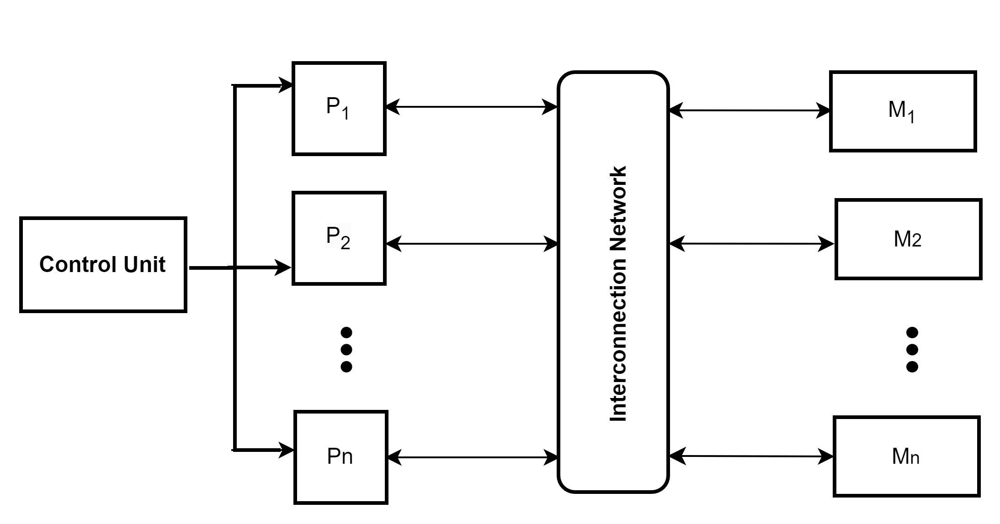 P1
M1
Control Unit
P2
Interconnection Network
M2
Pn
Mn